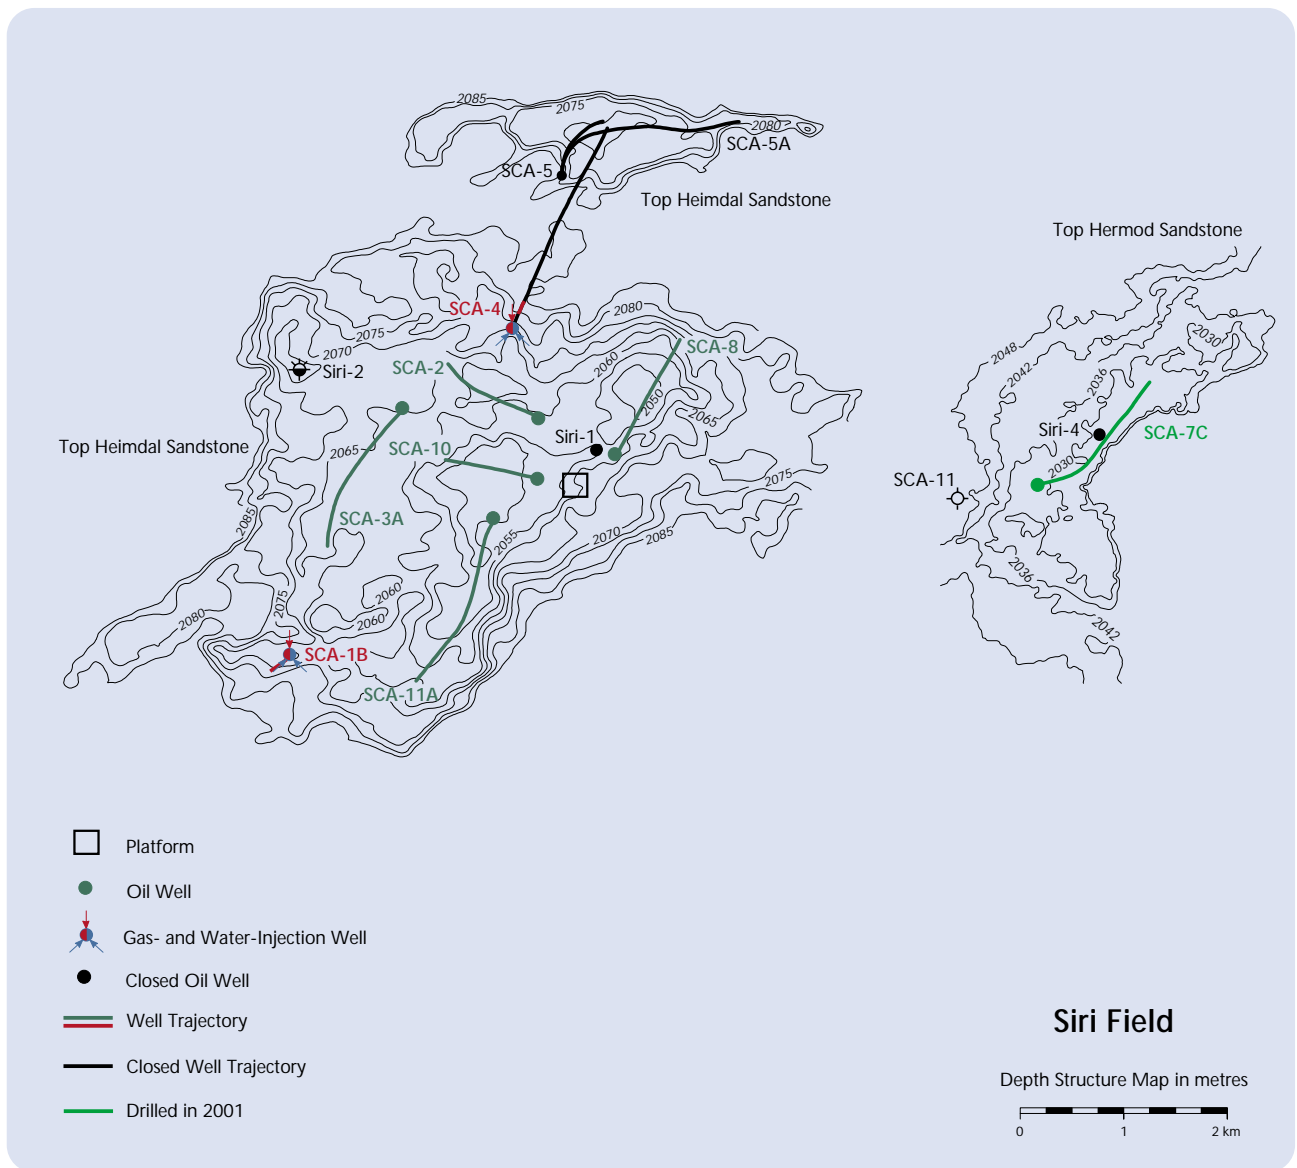 2085
2075
2080
SCA-5A
SCA-5
Top Heimdal Sandstone
Top Hermod Sandstone
SCA-4
2080
2075
2070
Siri-2
SCA-2
2060
SCA-8
2050
2065
2048
2042
2036
2030
Siri-4
SCA-7C
2030
SCA-11
2036
2042
Top Heimdal Sandstone
2065
SCA-10
Siri-1
2075
2085
SCA-3A
2055
2070
2085
2080
2075
2060
2060
SCA-1B
SCA-11A
Platform
Oil Well
Gas- and Water-Injection Well
Closed Oil Well
Well Trajectory
Closed Well Trajectory
Drilled in 2001
Siri Field
Depth Structure Map in metres
0 1 2 km